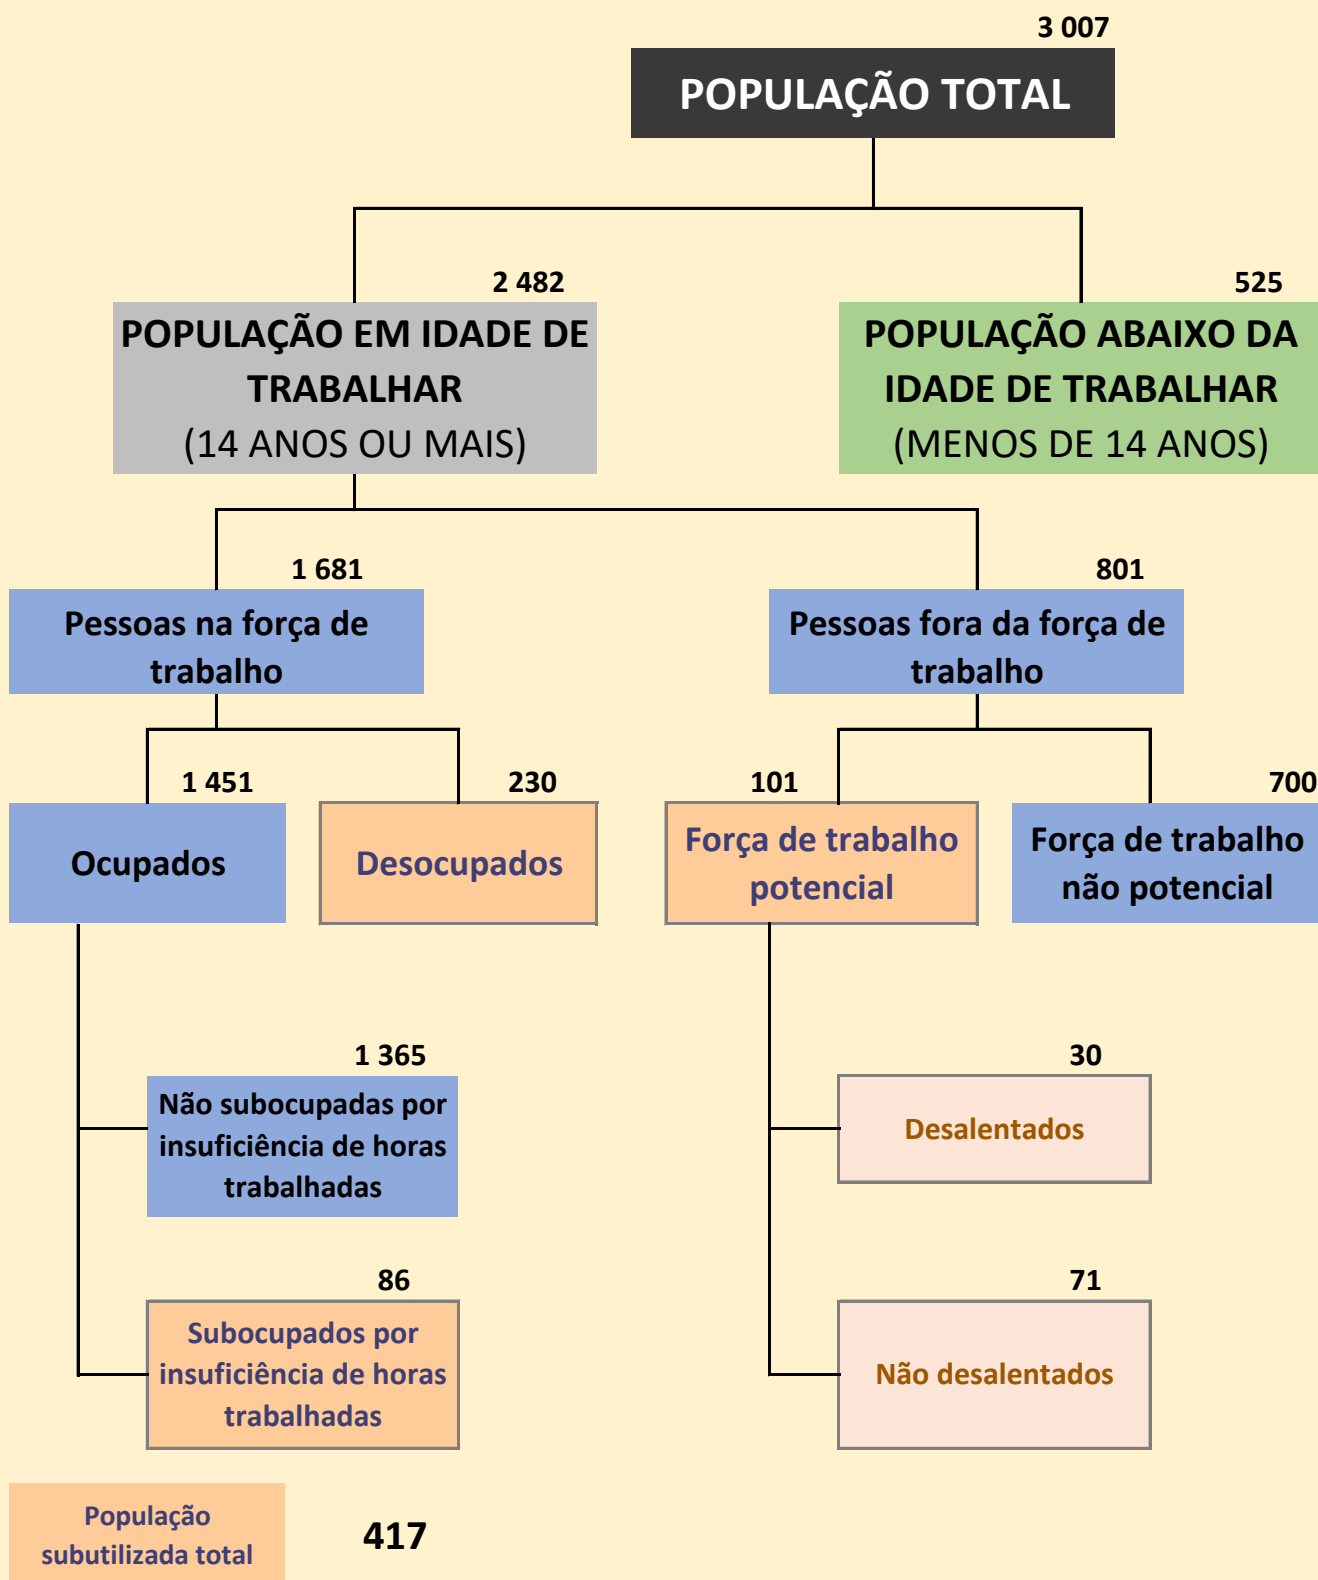 3 007
POPULAÇÃO TOTAL
2 482
POPULAÇÃO EM IDADE DE
TRABALHAR
(14 ANOS OU MAIS)
525
POPULAÇÃO ABAIXO DA
IDADE DE TRABALHAR
(MENOS DE 14 ANOS)
1 681
Pessoas na força de
trabalho
801
Pessoas fora da força de
trabalho
1 451
Ocupados
230
Desocupados
101
Força de trabalho
potencial
700
Força de trabalho
não potencial
1 365
Não subocupadas por
insuficiência de horas
trabalhadas
30
Desalentados
86
Subocupados por
insuficiência de horas
trabalhadas
71
Não desalentados
População
subutilizada total
417